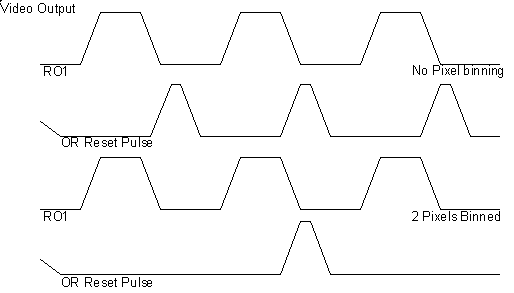 Video Output
RO1
No Pixel binning
OR Reset Pulse
RO1
2 Pixels Binned
OR Reset Pulse